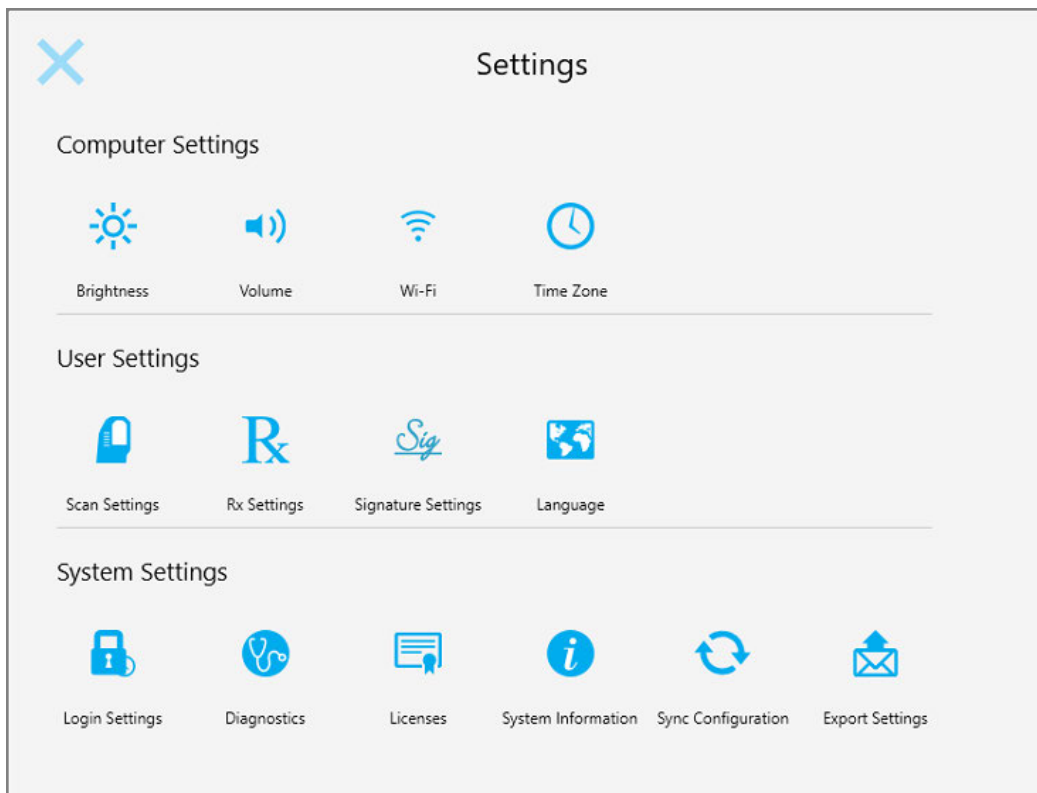 Settings
Computer Settings
Brightness Volume Wi-Fi Time Zone
User Settings
Rx Sig
Scan Settings Rx Settings Signature Settings Language
System Settings
i
Login Settings Diagnostics Licenses System Information Sync Configuration Export Settings